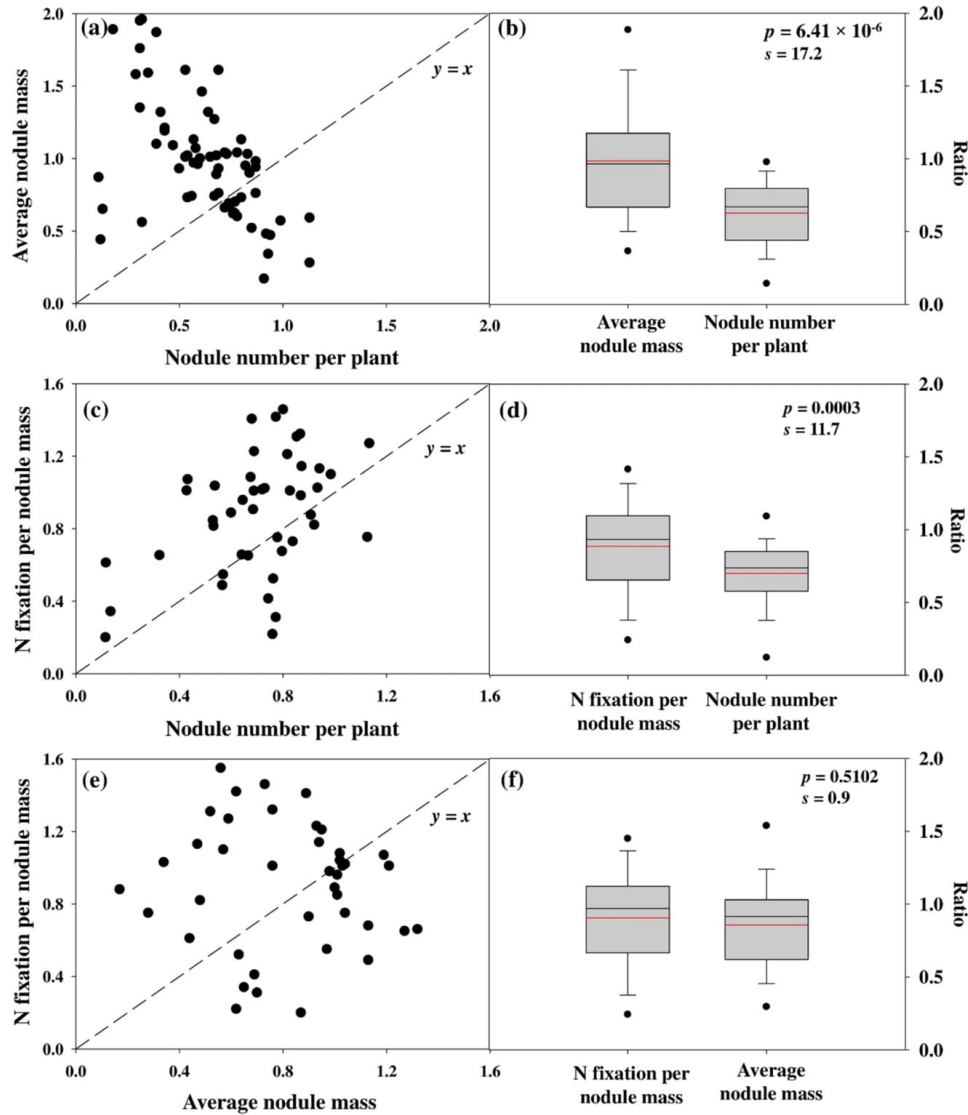 (a)
Average nodule mass
2.0
1.5
1.0
0.5
0.0
y = x
0.0 0.5 1.0 1.5 2.0
Nodule number per plant
(b)
p = 6.41 × 10⁻⁶
s = 17.2
2.0
1.5
1.0
0.5
0.0
Ratio
Average
nodule mass
Nodule number
per plant
(c)
N fixation per nodule mass
1.6
1.2
0.8
0.4
0.0
y = x
0.0 0.4 0.8 1.2 1.6
Nodule number per plant
(d)
p = 0.0003
s = 11.7
2.0
1.5
1.0
0.5
0.0
Ratio
N fixation per
nodule mass
Nodule number
per plant
(e)
N fixation per nodule mass
1.6
1.2
0.8
0.4
0.0
y = x
0.0 0.4 0.8 1.2 1.6
Average nodule mass
(f)
p = 0.5102
s = 0.9
2.0
1.5
1.0
0.5
0.0
Ratio
N fixation per
nodule mass
Average
nodule mass